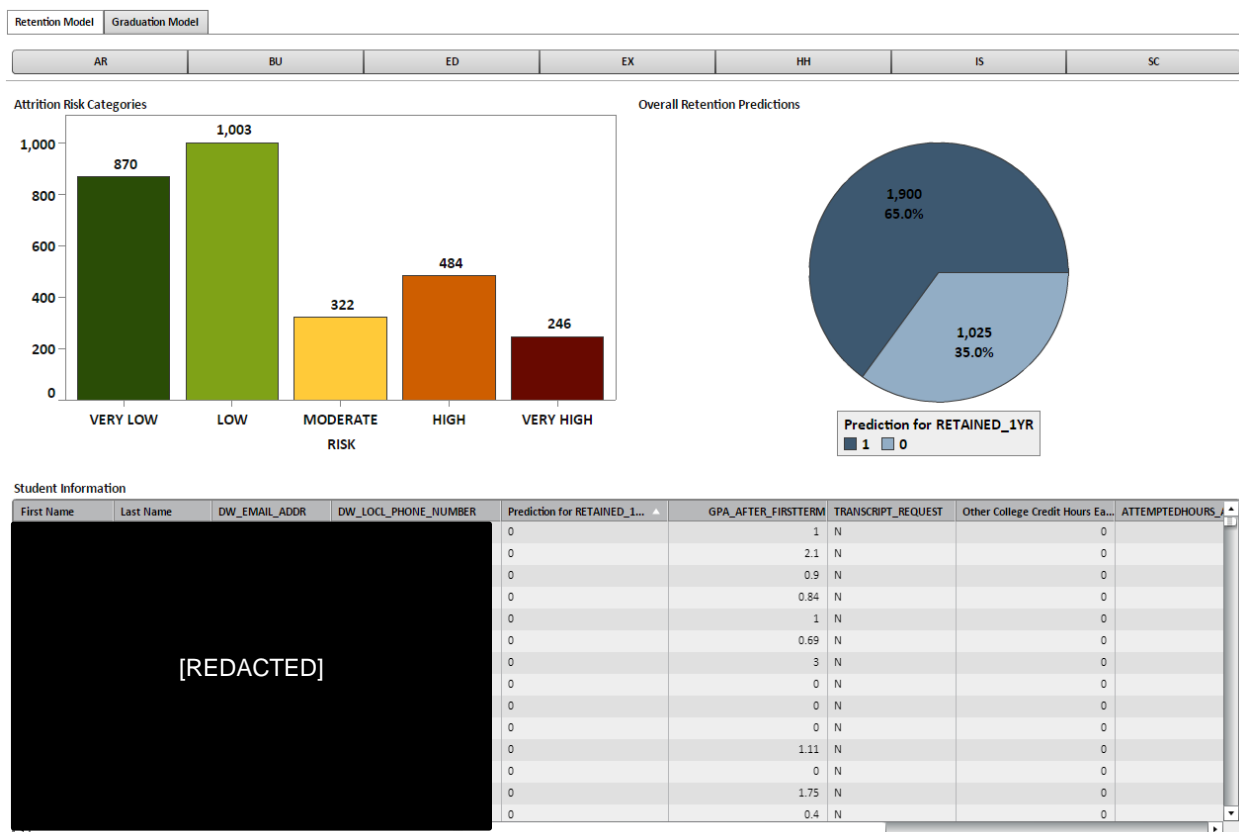 Retention Model Graduation Model
AR BU ED EX HH IS SC
Attrition Risk Categories
1,000
800
600
400
200
0
870
1,003
322
484
246
VERY LOW LOW MODERATE HIGH VERY HIGH
RISK
Overall Retention Predictions
1,900
65.0%
1,025
35.0%
Prediction for RETAINED_1YR
1 0
Student Information
First Name Last Name DW_EMAIL_ADDR DW_LOCL_PHONE_NUMBER Prediction for RETAINED_1... GPA_AFTER_FIRSTTERM TRANSCRIPT_REQUEST Other College Credit Hours Ea... ATTEMPTEDHOURS_
0 1 N 0
0 2.1 N 0
0 0.9 N 0
0 0.84 N 0
0 1 N 0
0 0.69 N 0
[REDACTED]
0 3 N 0
0 0 N 0
0 0 N 0
0 0 N 0
0 1.11 N 0
0 0 N 0
0 1.75 N 0
0 0.4 N 0